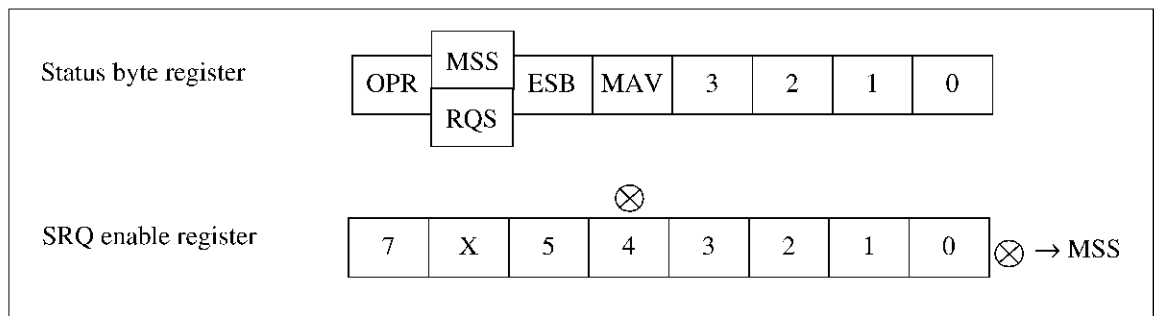 Status byte register
OPR MSS ESB MAV 3 2 1 0
RQS
⊗
SRQ enable register
7 X 5 4 3 2 1 0 ⊗ → MSS